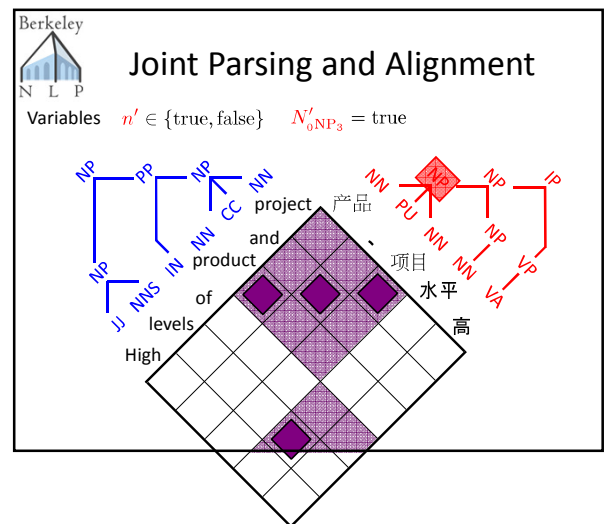 Berkeley
N L P
Joint Parsing and Alignment
Variables n′ ∈ {true, false} N′₀NP₃ = true
NP PP NP NN
CC
NN
IN
NP
NNS
JJ
project
and
product
of
levels
High
产品
、
项目
水平
高
NN NP NP IP
PU
NN
NP
NN
VP
VA